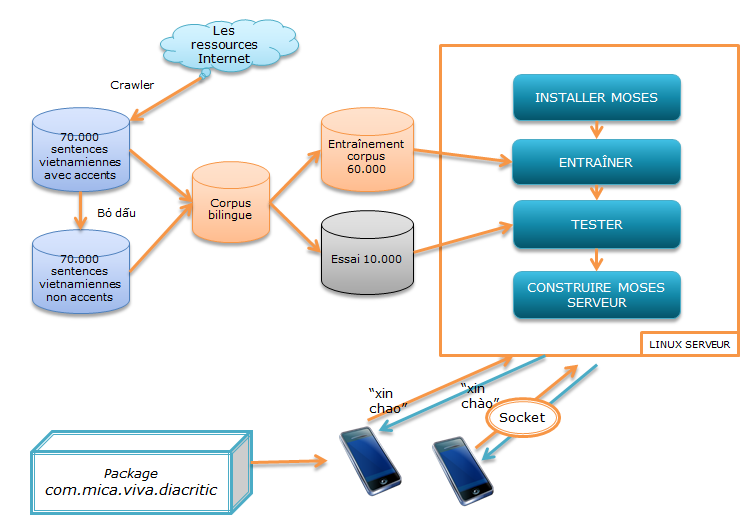 Les
ressources
Internet
Crawler
70.000
sentences
vietnamiennes
avec accents
Bỏ dấu
70.000
sentences
vietnamiennes
non accents
Corpus
bilingue
Entraînement
corpus
60.000
Essai 10.000
INSTALLER MOSES
ENTRAÎNER
TESTER
CONSTRUIRE MOSES
SERVEUR
LINUX SERVEUR
“xin
chao”
“xin
chào”
Socket
Package
com.mica.viva.diacritic